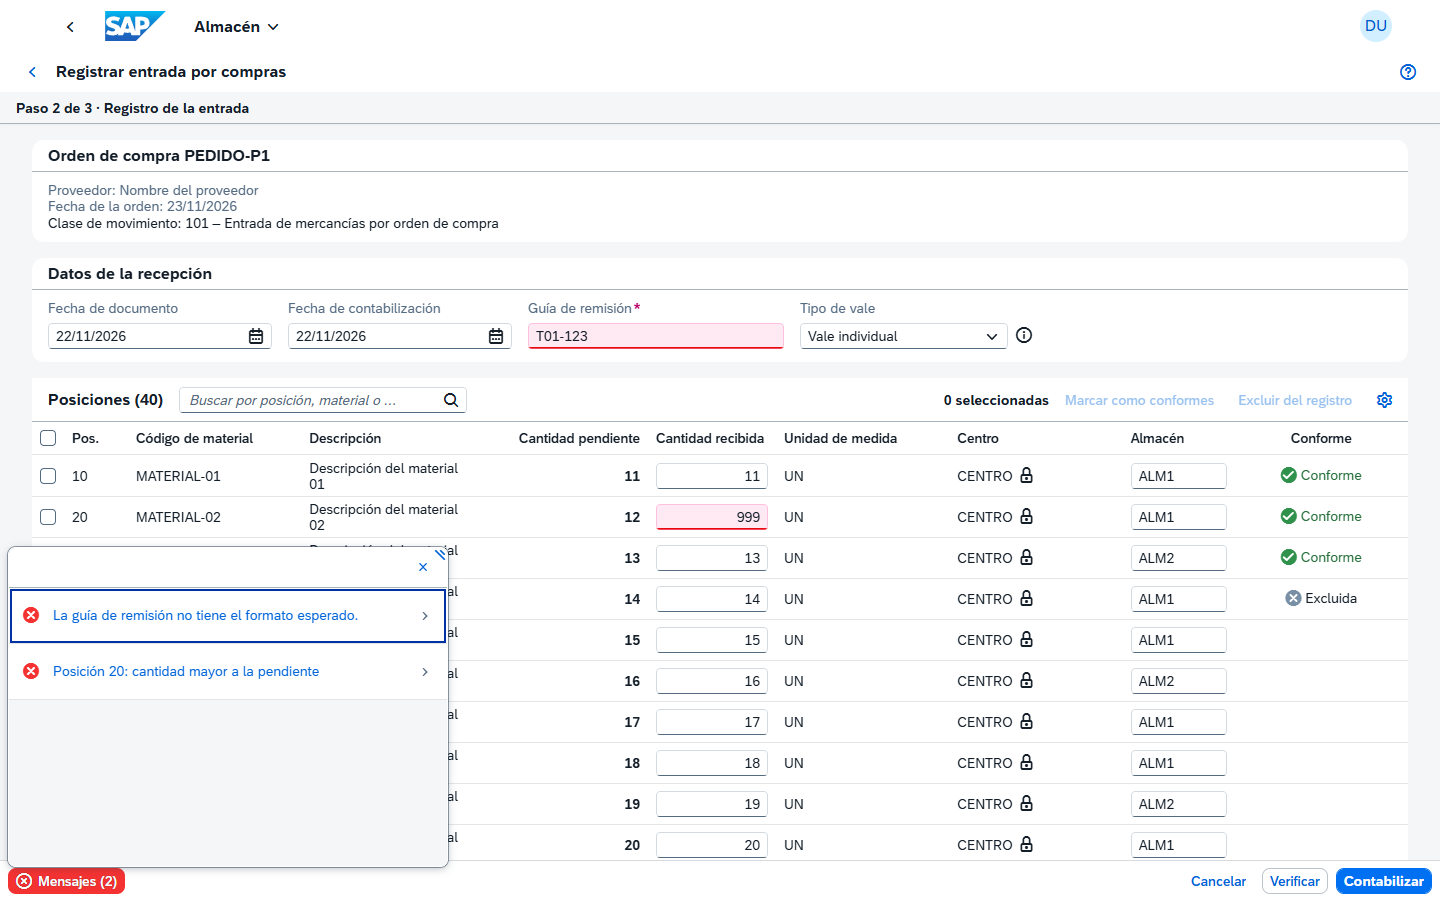 SAP
Almacén
DU
Registrar entrada por compras
Paso 2 de 3 · Registro de la entrada
Orden de compra PEDIDO-P1
Proveedor: Nombre del proveedor
Fecha de la orden: 23/11/2026
Clase de movimiento: 101 – Entrada de mercancías por orden de compra
Datos de la recepción
Fecha de documento Fecha de contabilización Guía de remisión* Tipo de vale
22/11/2026 22/11/2026 T01-123 Vale individual
Posiciones (40) Buscar por posición, material o ... 0 seleccionadas Marcar como conformes Excluir del registro
Pos. Código de material Descripción Cantidad pendiente Cantidad recibida Unidad de medida Centro Almacén Conforme
10 MATERIAL-01 Descripción del material 01 11 11 UN CENTRO ALM1 Conforme
20 MATERIAL-02 Descripción del material 02 12 999 UN CENTRO ALM1 Conforme
13 13 UN CENTRO ALM2 Conforme
14 14 UN CENTRO ALM1 Excluida
15 15 UN CENTRO ALM1
16 16 UN CENTRO ALM2
17 17 UN CENTRO ALM1
18 18 UN CENTRO ALM1
19 19 UN CENTRO ALM2
20 20 UN CENTRO ALM1
La guía de remisión no tiene el formato esperado.
Posición 20: cantidad mayor a la pendiente
Mensajes (2)
Cancelar Verificar Contabilizar